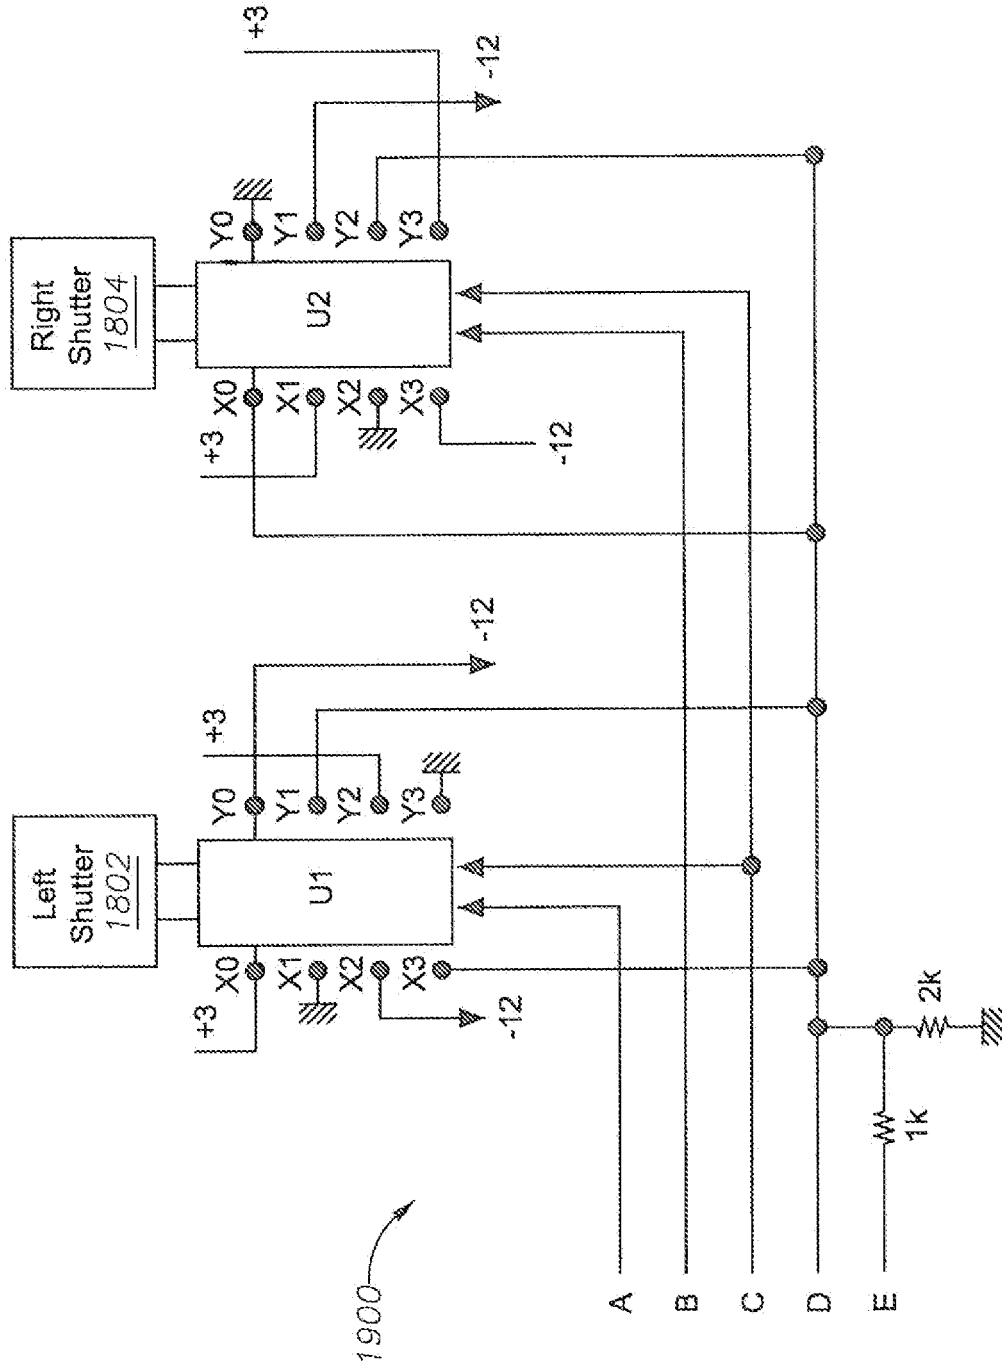 Left
Shutter
1802
Right
Shutter
1804
+3
X0
X1
X2
X3
-12
U1
+3
Y0
Y1
Y2
Y3
-12
+3
X0
X1
X2
X3
-12
U2
Y0
Y1
Y2
Y3
-12
+3
1900
A
B
C
D
E
1k
2k